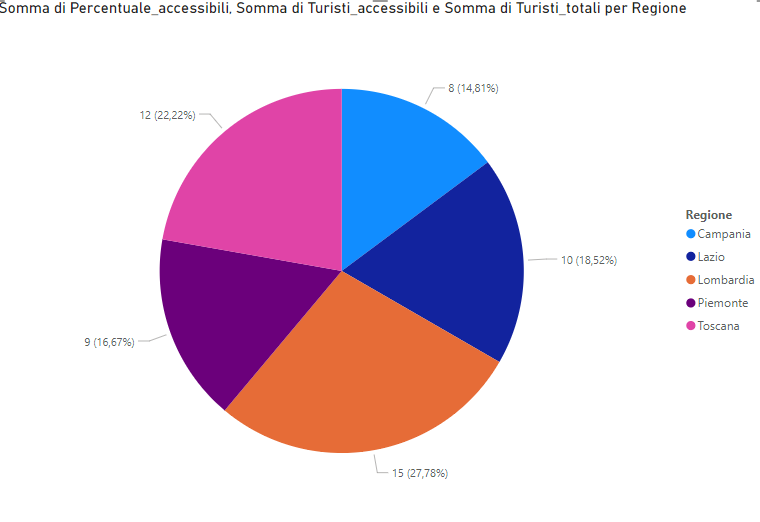 Somma di Percentuale_accessibili, Somma di Turisti_accessibili e Somma di Turisti_totali per Regione
8 (14,81%)
12 (22,22%)
10 (18,52%)
9 (16,67%)
15 (27,78%)
Regione
Campania
Lazio
Lombardia
Piemonte
Toscana